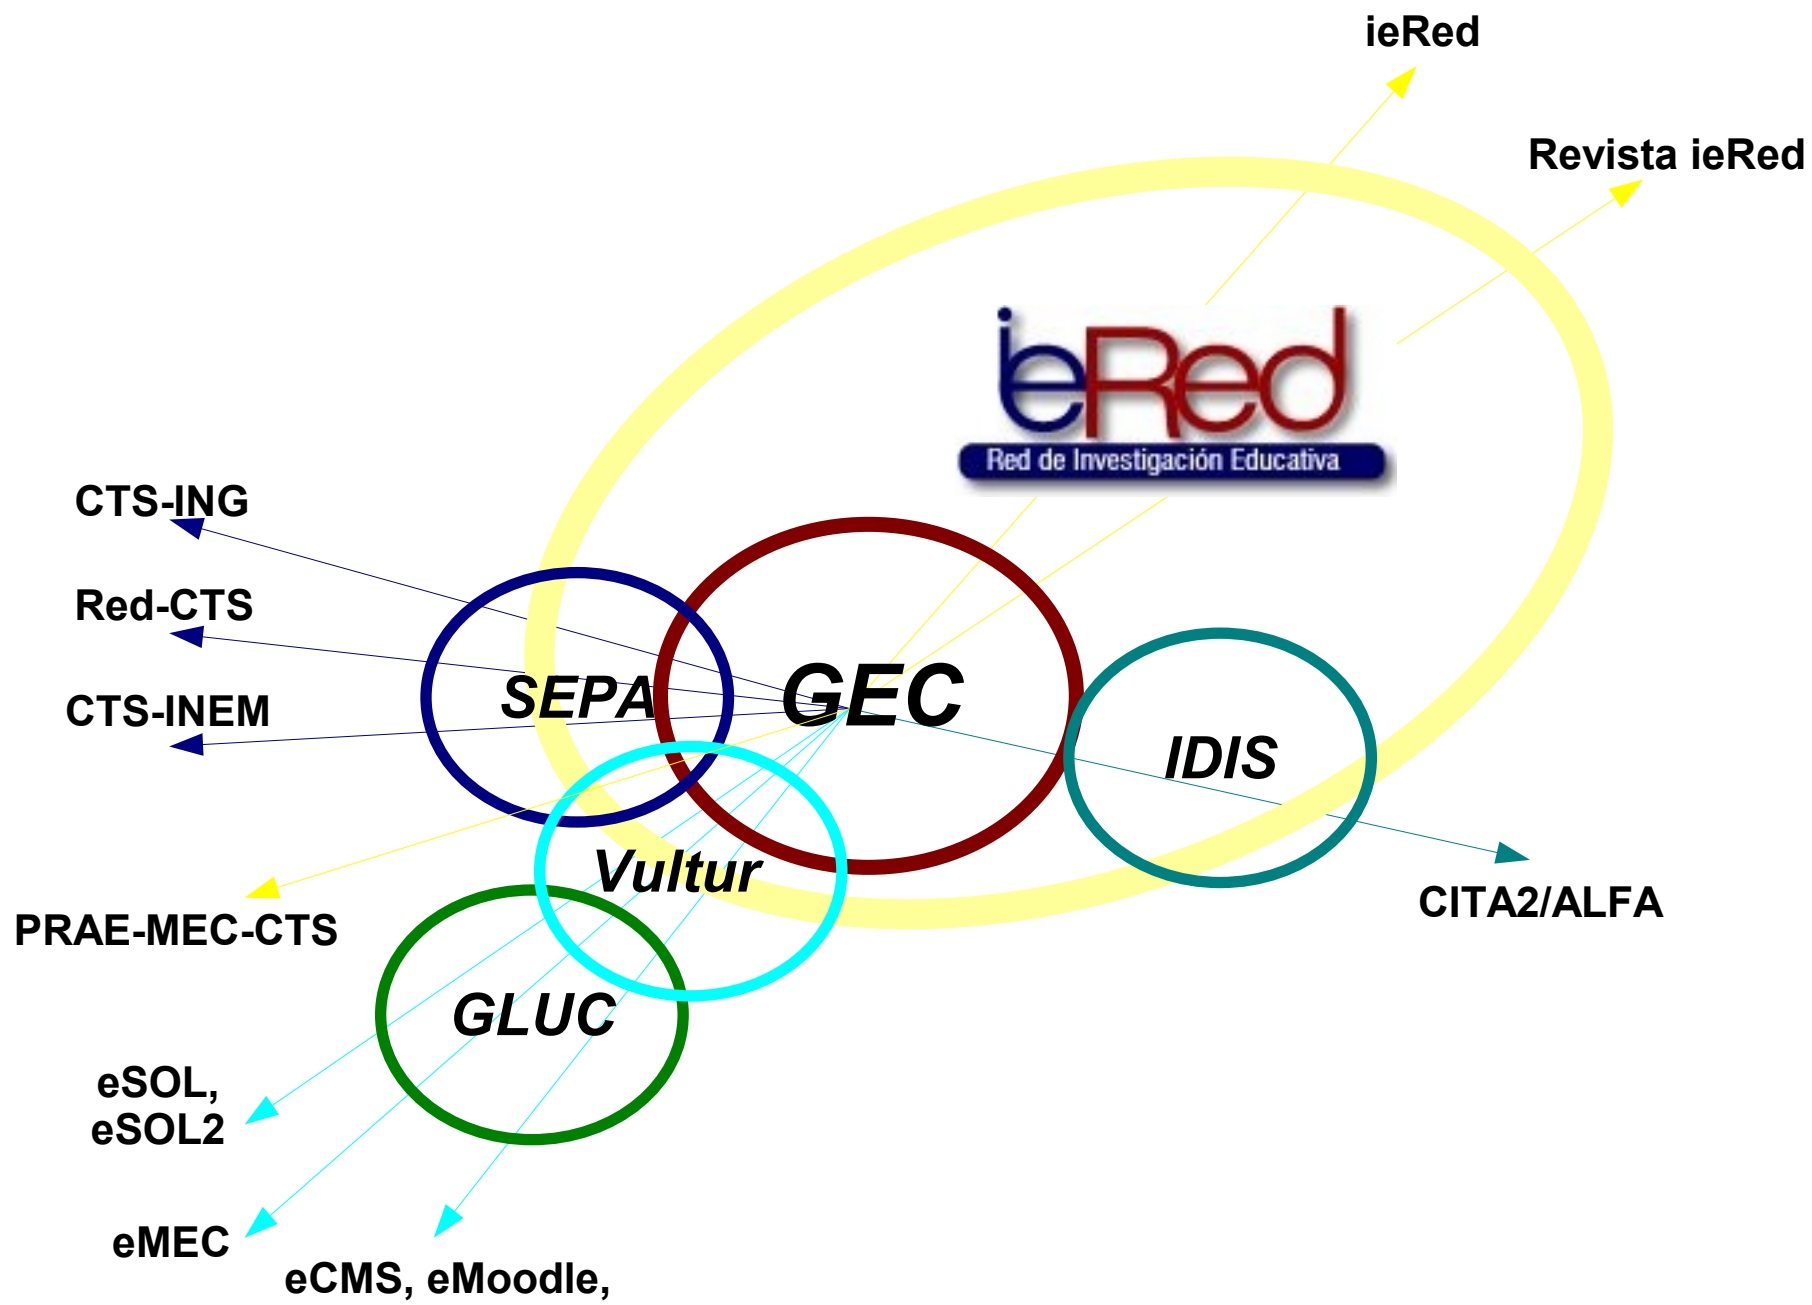 ieRed
Revista ieRed
ieRed
Red de Investigación Educativa
CTS-ING
Red-CTS
CTS-INEM
SEPA
GEC
IDIS
Vultur
CITA2/ALFA
PRAE-MEC-CTS
GLUC
eSOL,
eSOL2
eMEC
eCMS, eMoodle,